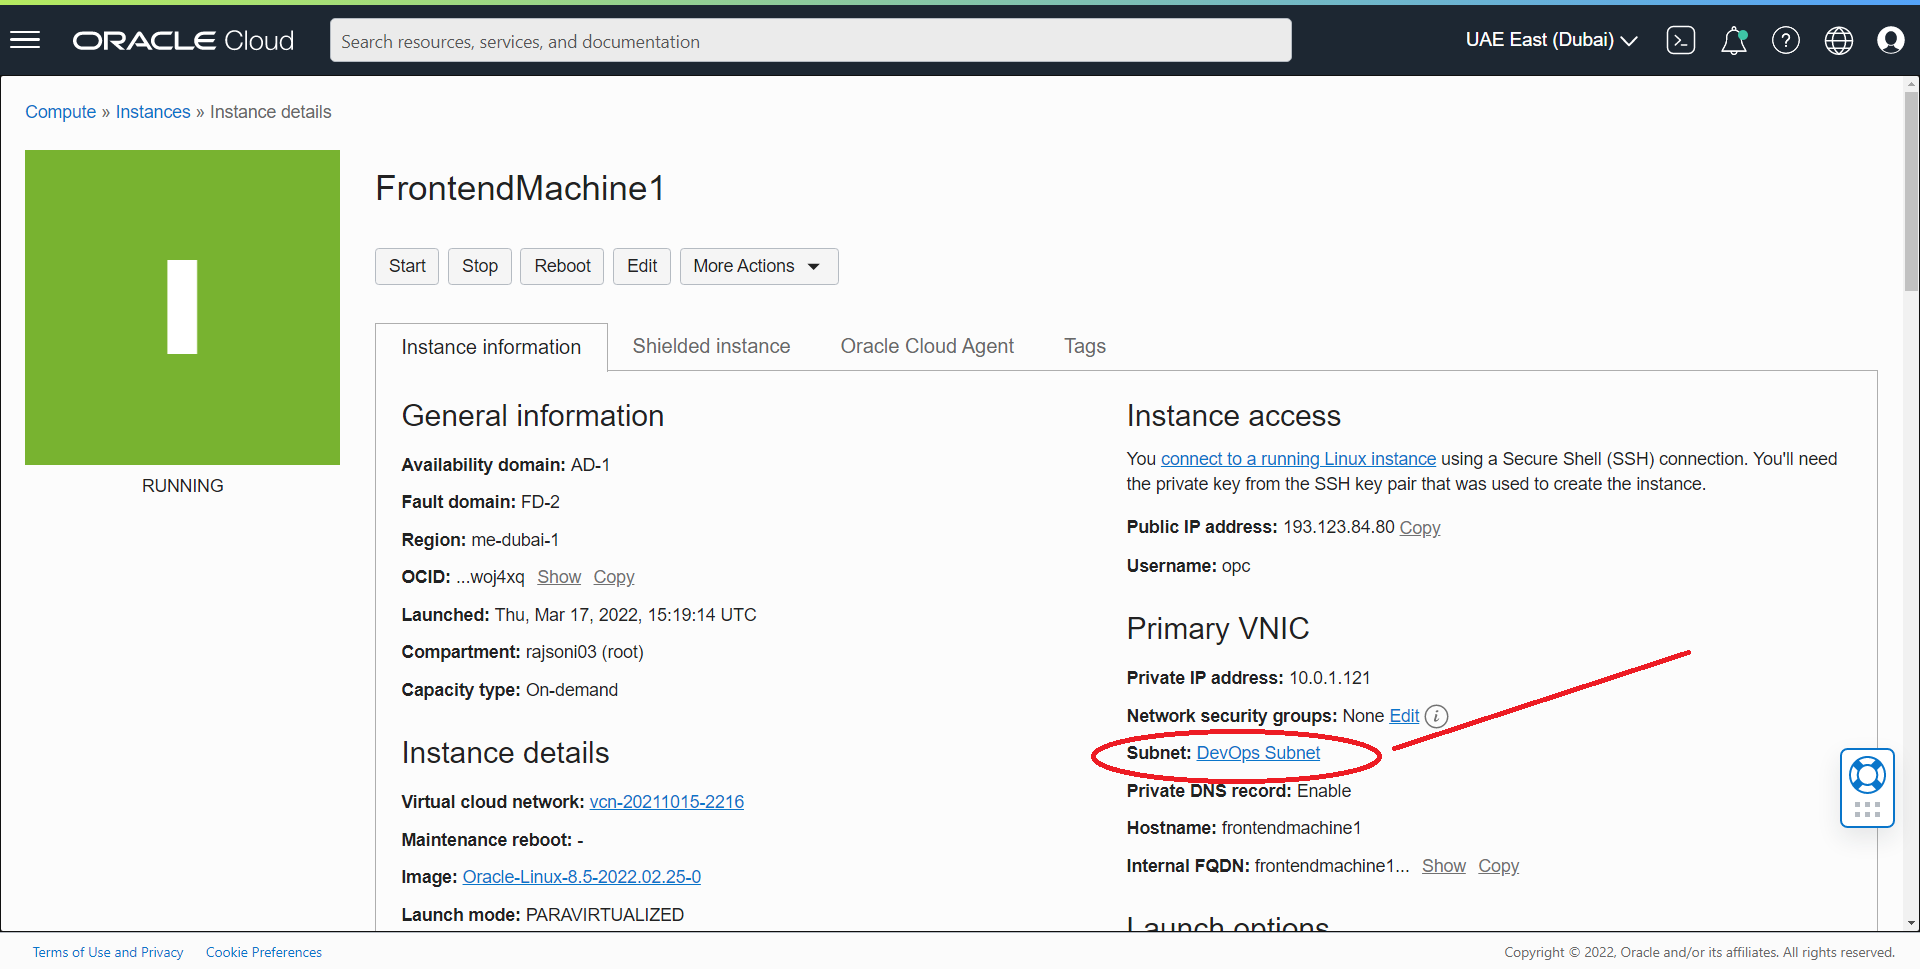 ORACLE Cloud
Search resources, services, and documentation
UAE East (Dubai)
Compute » Instances » Instance details
FrontendMachine1
Start Stop Reboot Edit More Actions
RUNNING
Instance information Shielded instance Oracle Cloud Agent Tags
General information
Availability domain: AD-1
Fault domain: FD-2
Region: me-dubai-1
OCID: ...woj4xq Show Copy
Launched: Thu, Mar 17, 2022, 15:19:14 UTC
Compartment: rajsoni03 (root)
Capacity type: On-demand
Instance details
Virtual cloud network: vcn-20211015-2216
Maintenance reboot: -
Image: Oracle-Linux-8.5-2022.02.25-0
Launch mode: PARAVIRTUALIZED
Instance access
You connect to a running Linux instance using a Secure Shell (SSH) connection. You'll need
the private key from the SSH key pair that was used to create the instance.
Public IP address: 193.123.84.80 Copy
Username: opc
Primary VNIC
Private IP address: 10.0.1.121
Network security groups: None Edit
Subnet: DevOps Subnet
Private DNS record: Enable
Hostname: frontendmachine1
Internal FQDN: frontendmachine1... Show Copy
Launch options
Terms of Use and Privacy Cookie Preferences
Copyright © 2022, Oracle and/or its affiliates. All rights reserved.